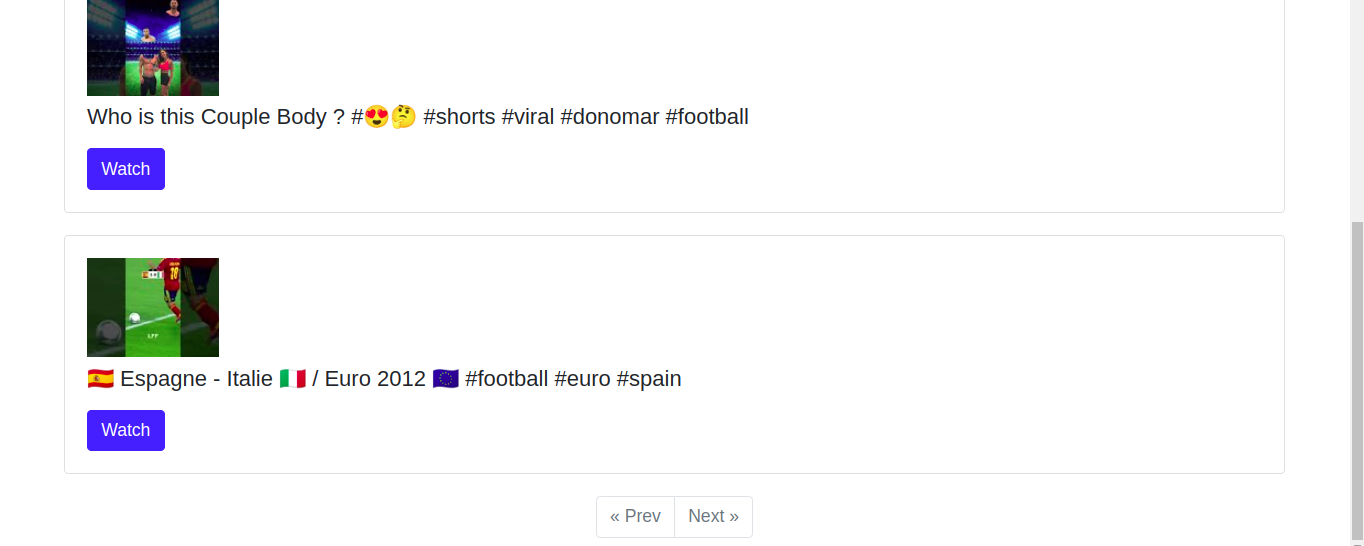 Who is this Couple Body ? #😍🤔 #shorts #viral #donomar #football
Watch
20
🇪🇸 Espagne - Italie 🇮🇹 / Euro 2012 🇪🇺 #football #euro #spain
Watch
« Prev Next »